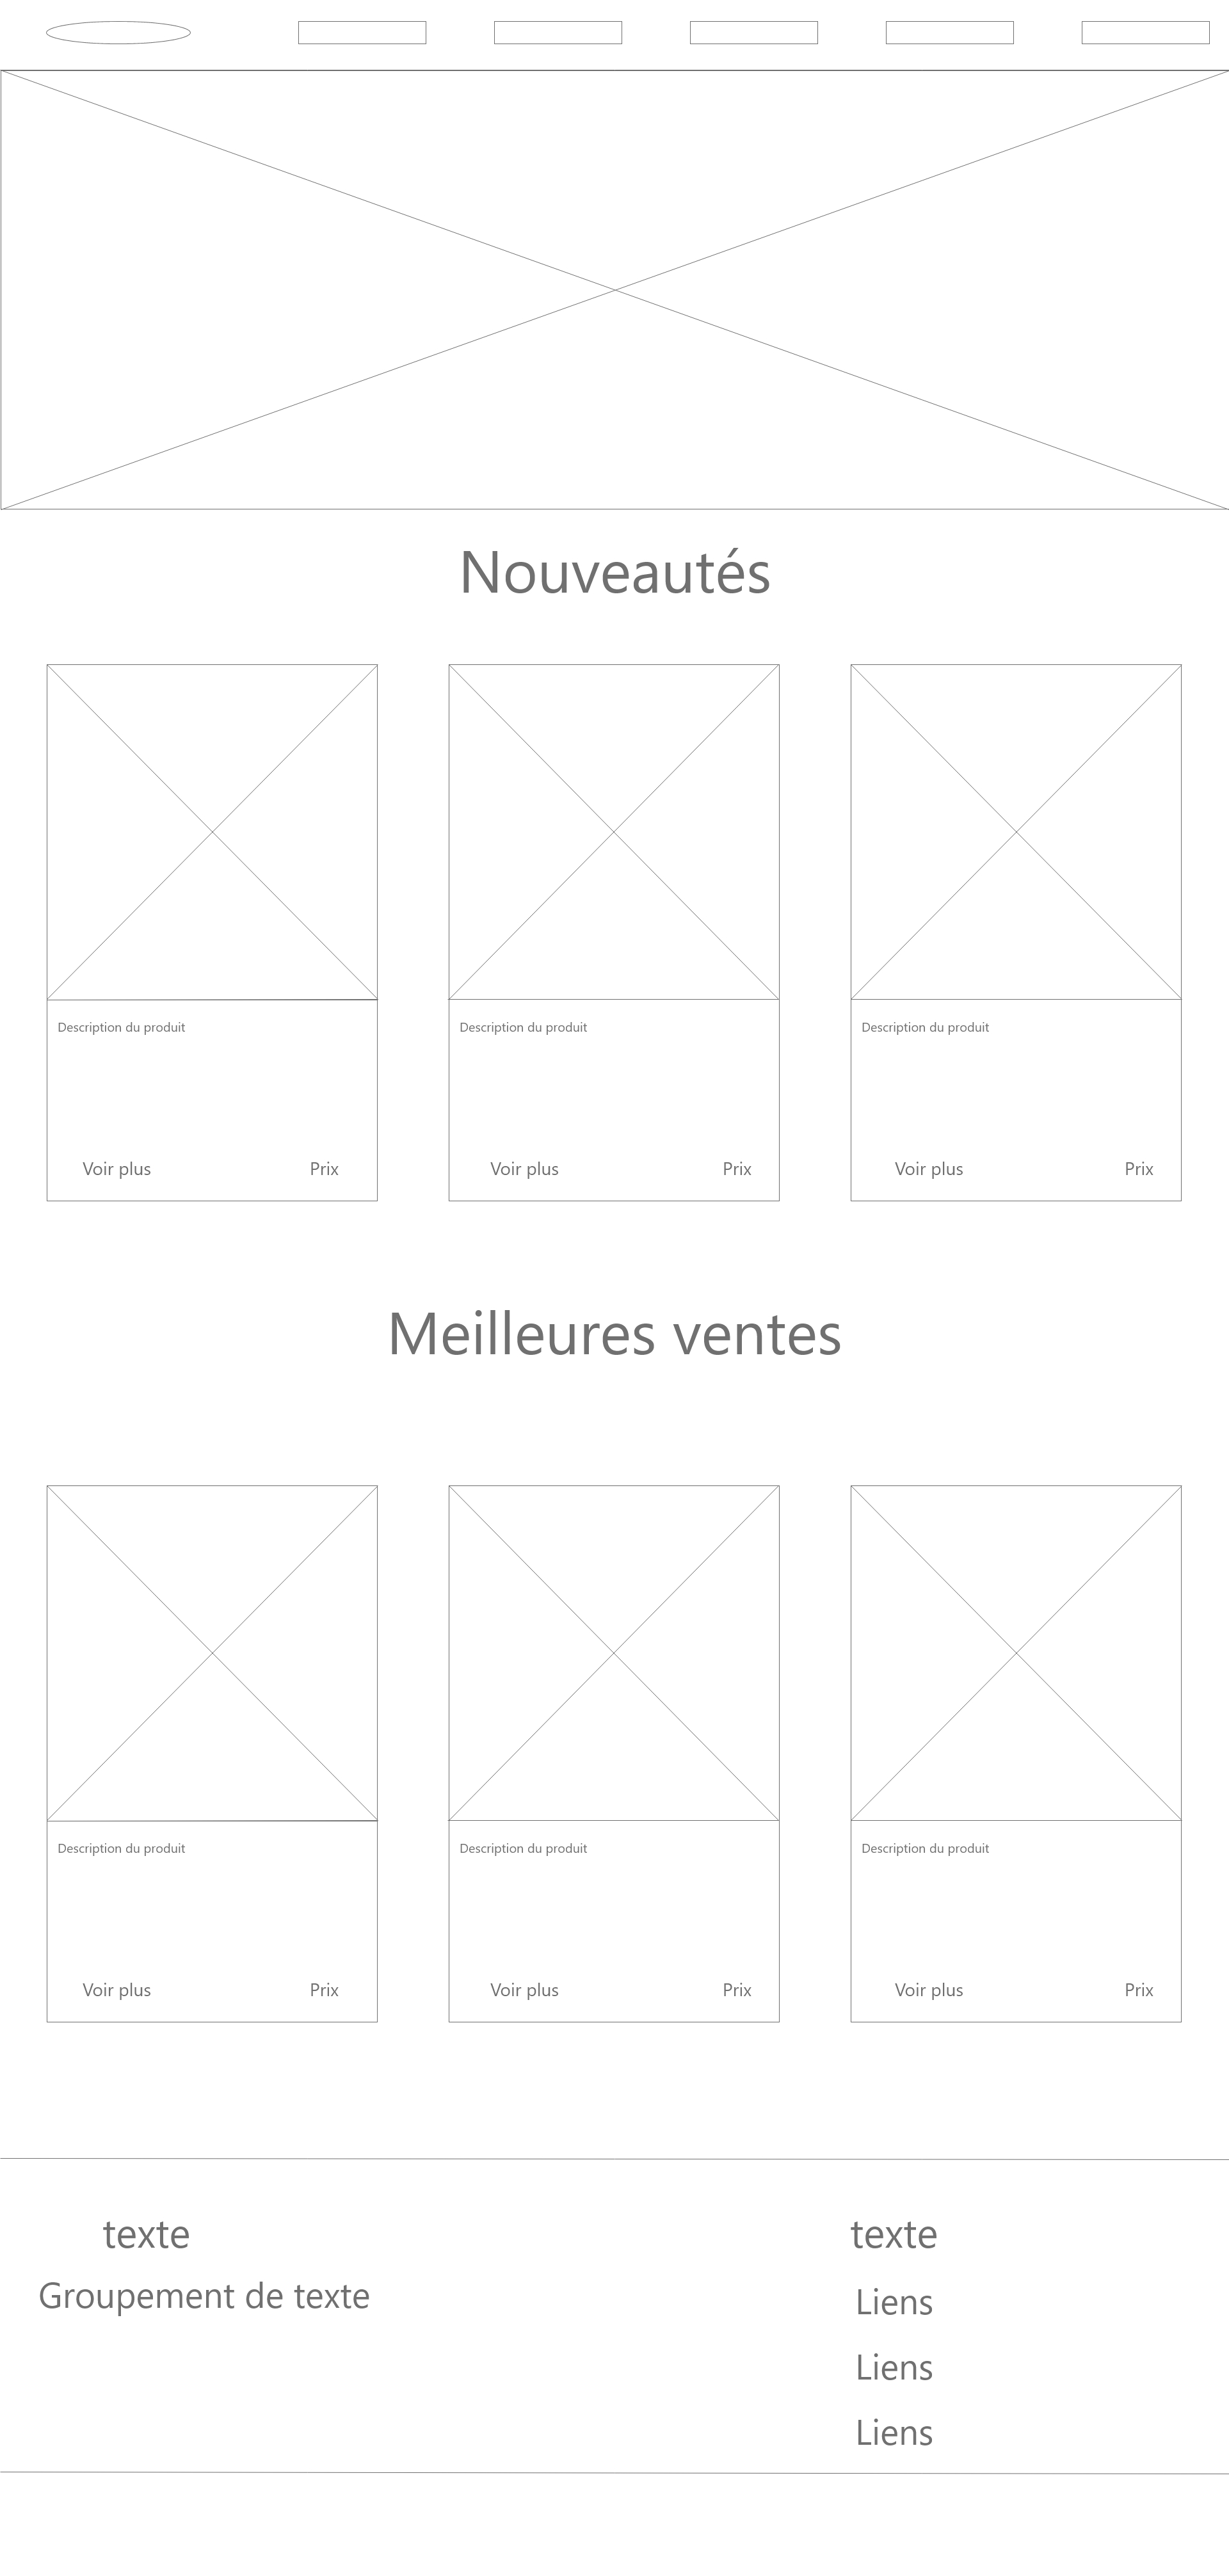 Nouveautés
Description du produit
Description du produit
Description du produit
Voir plus
Prix
Voir plus
Prix
Voir plus
Prix
Meilleures ventes
Description du produit
Description du produit
Description du produit
Voir plus
Prix
Voir plus
Prix
Voir plus
Prix
texte
Groupement de texte
texte
Liens
Liens
Liens